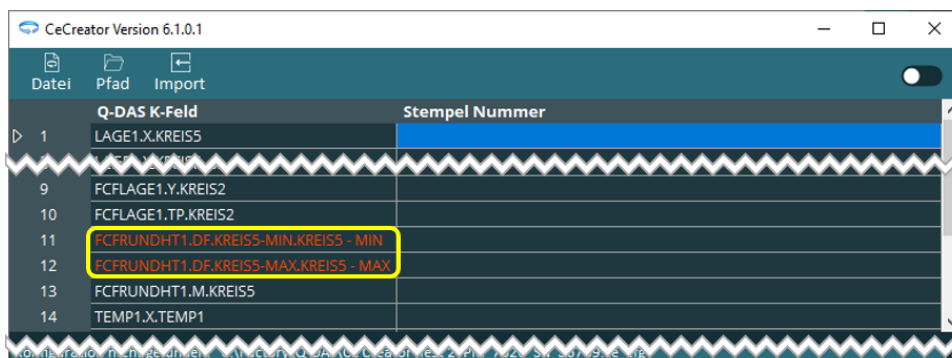 CeCreator Version 6.1.0.1
Datei Pfad Import
Q-DAS K-Feld Stempel Nummer
1 LAGE1.X.KREIS5
9 FCFLAGE1.Y.KREIS2
10 FCFLAGE1.TP.KREIS2
11 FCFRUNDHT1.DF.KREIS5-MIN.KREIS5 - MIN
12 FCFRUNDHT1.DF.KREIS5-MAX.KREIS5 - MAX
13 FCFRUNDHT1.M.KREIS5
14 TEMP1.X.TEMP1